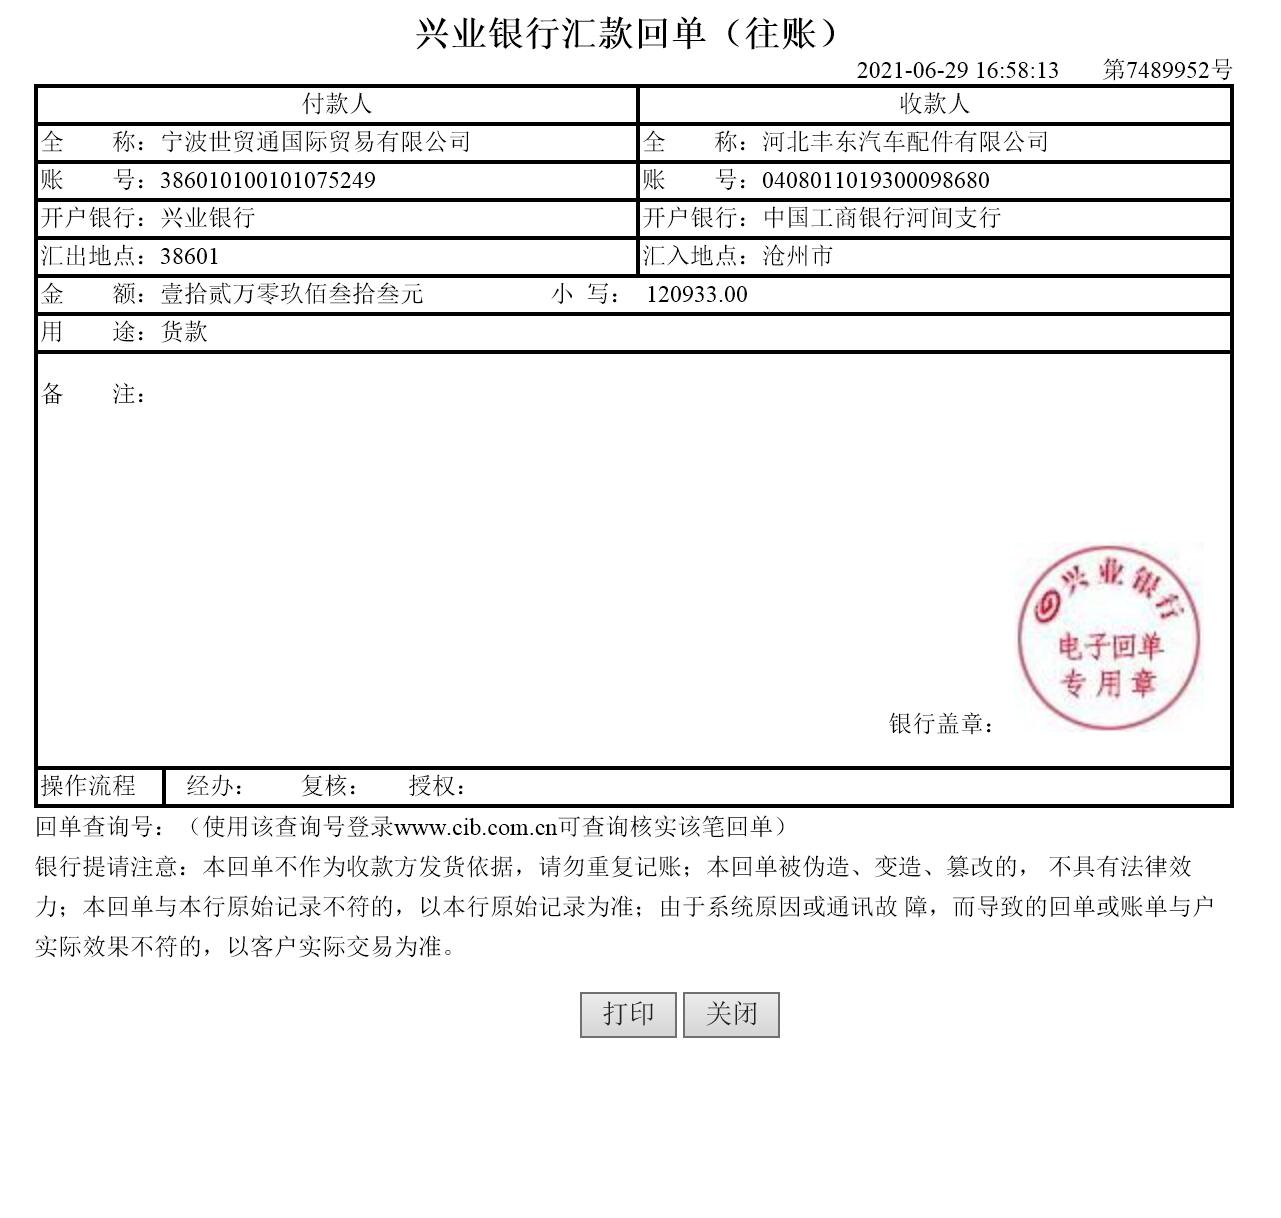 兴业银行汇款回单（往账）
2021-06-29 16:58:13 第7489952号
付款人 收款人
全 称：宁波世贸通国际贸易有限公司 全 称：河北丰东汽车配件有限公司
账 号：386010100101075249 账 号：0408011019300098680
开户银行：兴业银行 开户银行：中国工商银行河间支行
汇出地点：38601 汇入地点：沧州市
金 额：壹拾贰万零玖佰叁拾叁元 小 写： 120933.00
用 途：货款
备 注：
兴业银行
电子回单
专用章
银行盖章：
操作流程 经办： 复核： 授权：
回单查询号：（使用该查询号登录www.cib.com.cn可查询核实该笔回单）
银行提请注意：本回单不作为收款方发货依据，请勿重复记账；本回单被伪造、变造、篡改的， 不具有法律效
力；本回单与本行原始记录不符的，以本行原始记录为准；由于系统原因或通讯故 障，而导致的回单或账单与户
实际效果不符的，以客户实际交易为准。
打印 关闭